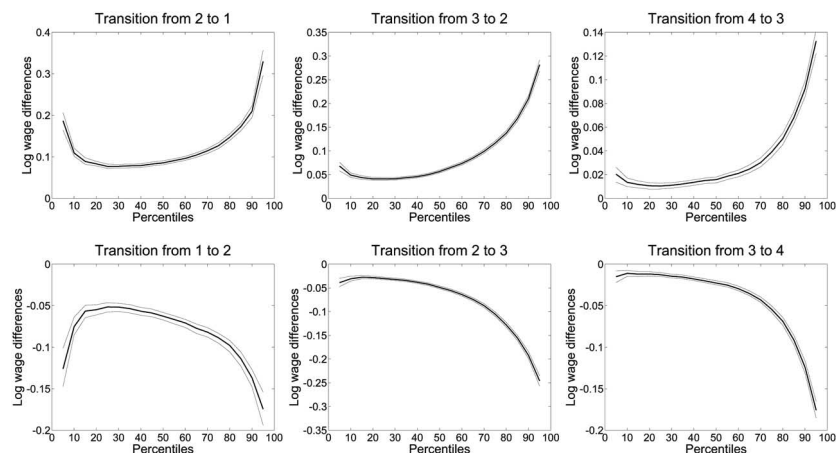 Transition from 2 to 1
Log wage differences
0.4
0.3
0.2
0.1
0
0 10 20 30 40 50 60 70 80 90 100
Percentiles
Transition from 3 to 2
Log wage differences
0.35
0.3
0.25
0.2
0.15
0.1
0.05
0
0 10 20 30 40 50 60 70 80 90 100
Percentiles
Transition from 4 to 3
Log wage differences
0.14
0.12
0.1
0.08
0.06
0.04
0.02
0
0 10 20 30 40 50 60 70 80 90 100
Percentiles
Transition from 1 to 2
Log wage differences
0
-0.05
-0.1
-0.15
-0.2
0 10 20 30 40 50 60 70 80 90 100
Percentiles
Transition from 2 to 3
Log wage differences
0
-0.05
-0.1
-0.15
-0.2
-0.25
-0.3
-0.35
0 10 20 30 40 50 60 70 80 90 100
Percentiles
Transition from 3 to 4
Log wage differences
0
-0.05
-0.1
-0.15
-0.2
0 10 20 30 40 50 60 70 80 90 100
Percentiles